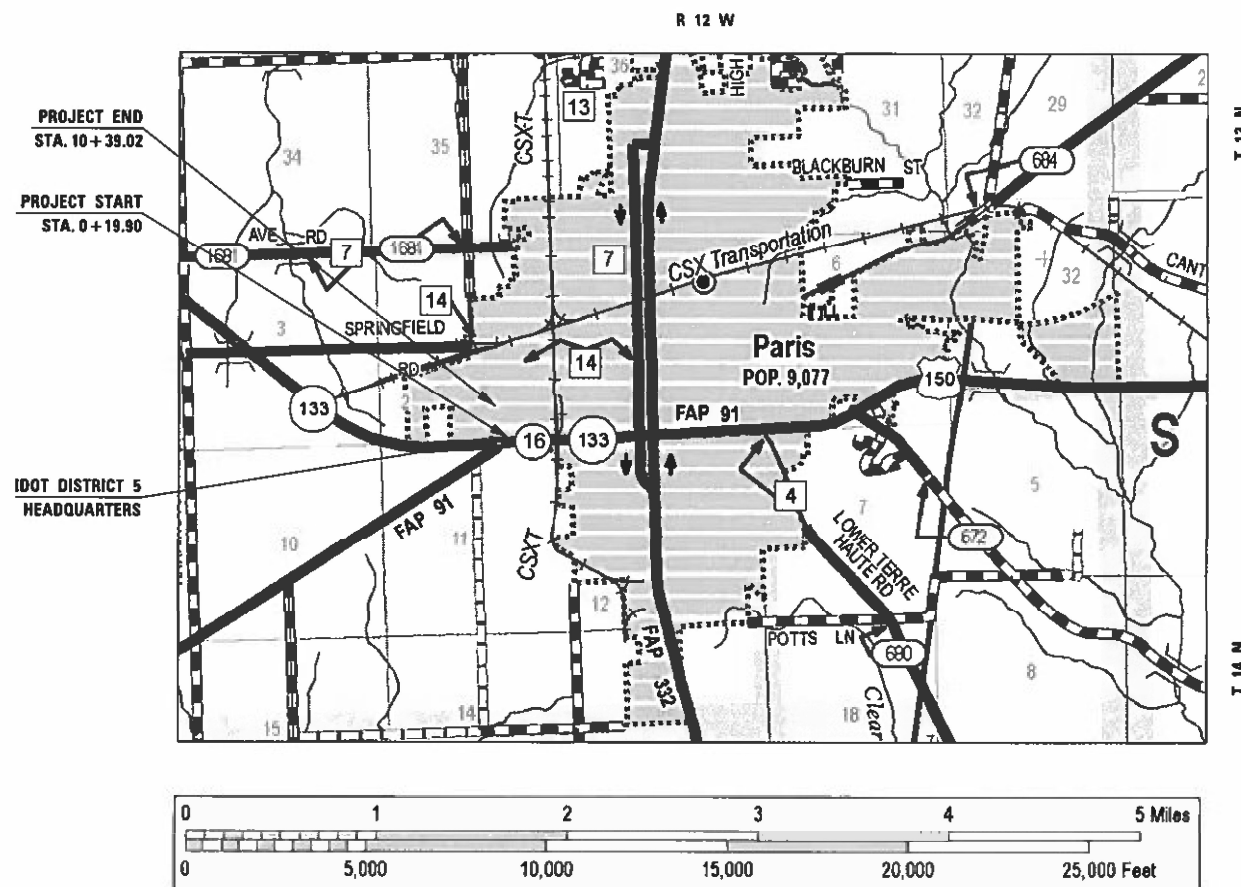 R 12 W
PROJECT END
STA. 10+39.02
PROJECT START
STA. 0+19.90
IDOT DISTRICT 5
HEADQUARTERS
36
HIGH
13
CSX-T
31
32
29
2
T 13 N
34
35
BLACKBURN ST
684
AVE RD
1681
7
1681
7
CSX Transportation
6
32
CANT
14
3
SPRINGFIELD
RD
14
Paris
POP. 9,077
150
133
2
FAP 91
16
133
S
4
7
5
FAP 91
10
11
CSXT
LOWER TERRE
HAUTE RD
672
12
FAP 332
POTTS LN
680
8
T 14 N
15
14
18
Clear
7
0 1 2 3 4 5 Miles
0 5,000 10,000 15,000 20,000 25,000 Feet